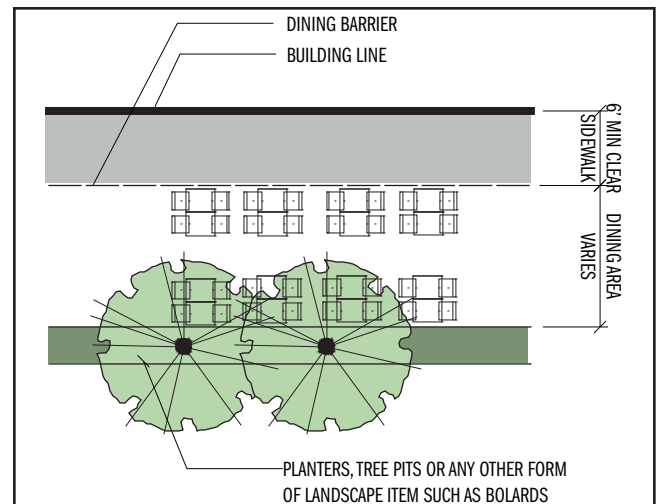 DINING BARRIER
BUILDING LINE
6' MIN CLEAR
SIDEWALK
DINING AREA
VARIES
PLANTERS, TREE PITS OR ANY OTHER FORM
OF LANDSCAPE ITEM SUCH AS BOLARDS